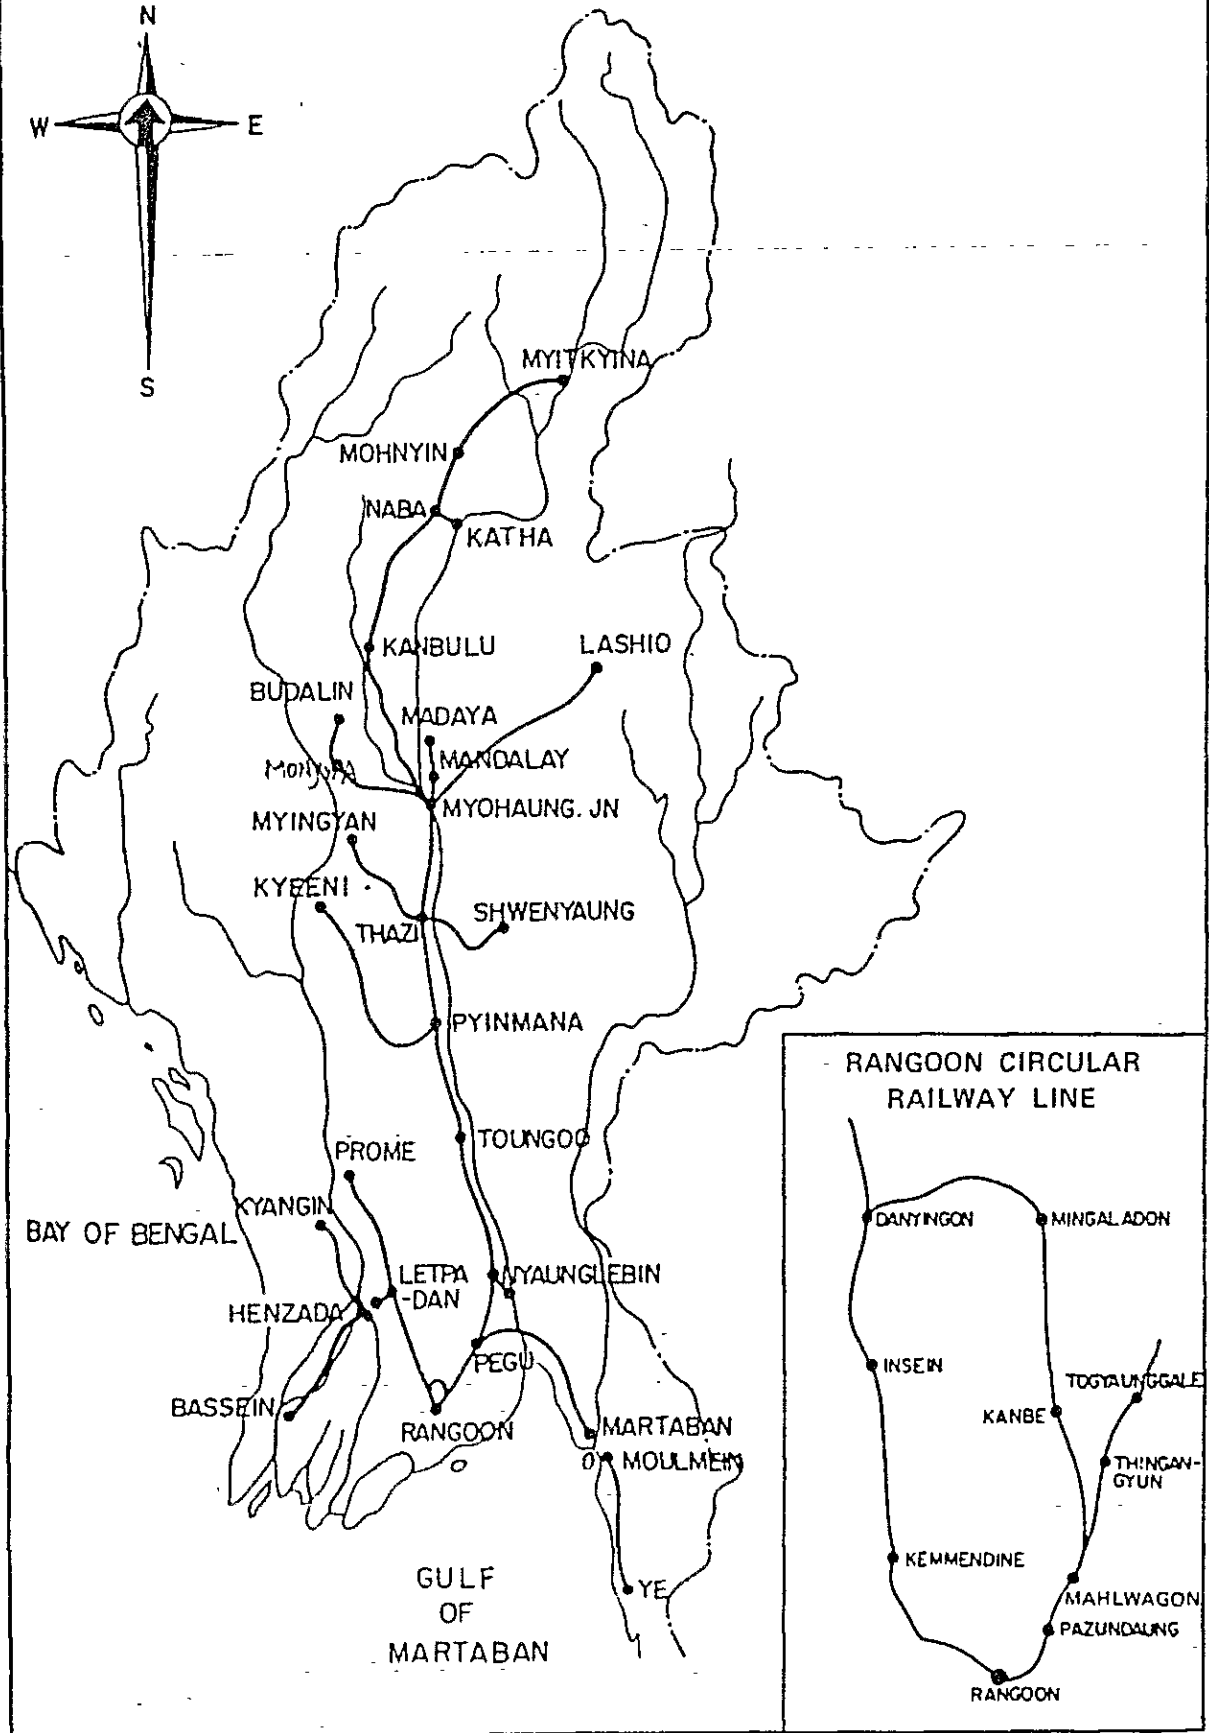 N
W
E
S
MYITKYINA
MOHNYIN
NABA
KATHA
KANBULU
LASHIO
BUDALIN
MADAYA
MANDALAY
MYOHAUNG. JN
MYINGYAN
KYEENI
SHWENYAUNG
THAZI
PYINMANA
TOUNGOO
PROME
KYANGIN
BAY OF BENGAL
LETPA
-DAN
NYAUNGLEBIN
HENZADA
PEGU
BASSEIN
RANGOON
MARTABAN
MOULMEIN
YE
GULF
OF
MARTABAN
RANGOON CIRCULAR
RAILWAY LINE
DANYINGON
MINGALADON
INSEIN
TOGYAUNGGALE
KANBE
THINGAN-
GYUN
KEMMENDINE
MAHLWAGON
PAZUNDAUNG
RANGOON